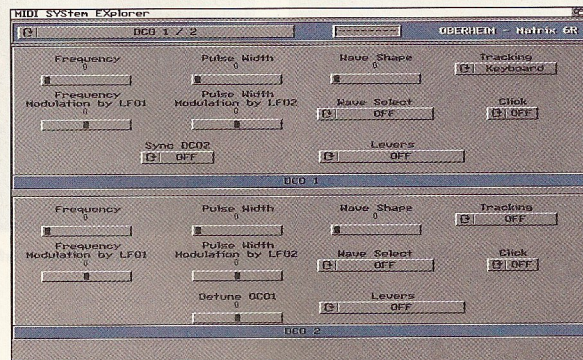 MIDI SYSTem EXplorer
DCO 1 / 2
--------
OBERHEIM - Matrix 6R
Frequency
0
Pulse Width
0
Wave Shape
0
Tracking
Keyboard
Frequency
Modulation by LFO1
0
Pulse Width
Modulation by LFO2
0
Wave Select
OFF
Click
OFF
Sync DCO2
OFF
Levers
OFF
DCO 1
Frequency
0
Pulse Width
0
Wave Shape
0
Tracking
OFF
Frequency
Modulation by LFO1
0
Pulse Width
Modulation by LFO2
0
Wave Select
OFF
Click
OFF
Detune DCO1
0
Levers
OFF
DCO 2